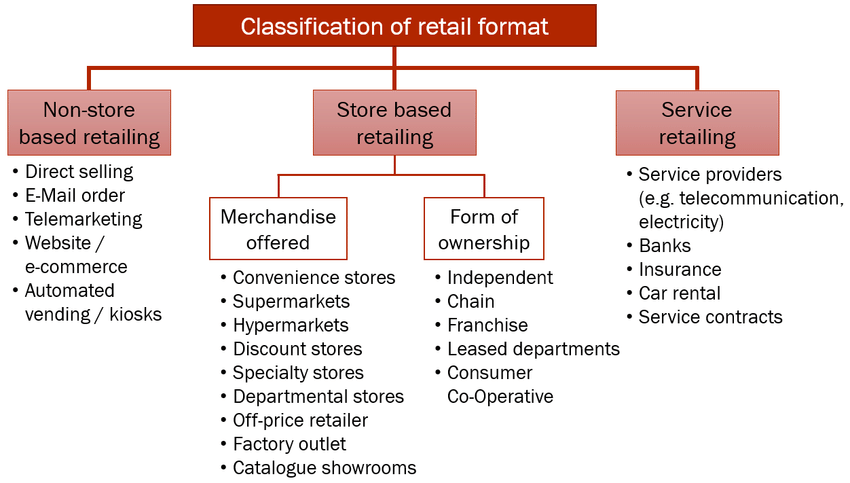 Classification of retail format
Non-store
based retailing
• Direct selling
• E-Mail order
• Telemarketing
• Website /
e-commerce
• Automated
vending / kiosks
Store based
retailing
Merchandise
offered
• Convenience stores
• Supermarkets
• Hypermarkets
• Discount stores
• Specialty stores
• Departmental stores
• Off-price retailer
• Factory outlet
• Catalogue showrooms
Form of
ownership
• Independent
• Chain
• Franchise
• Leased departments
• Consumer
Co-Operative
Service
retailing
• Service providers
(e.g. telecommunication,
electricity)
• Banks
• Insurance
• Car rental
• Service contracts